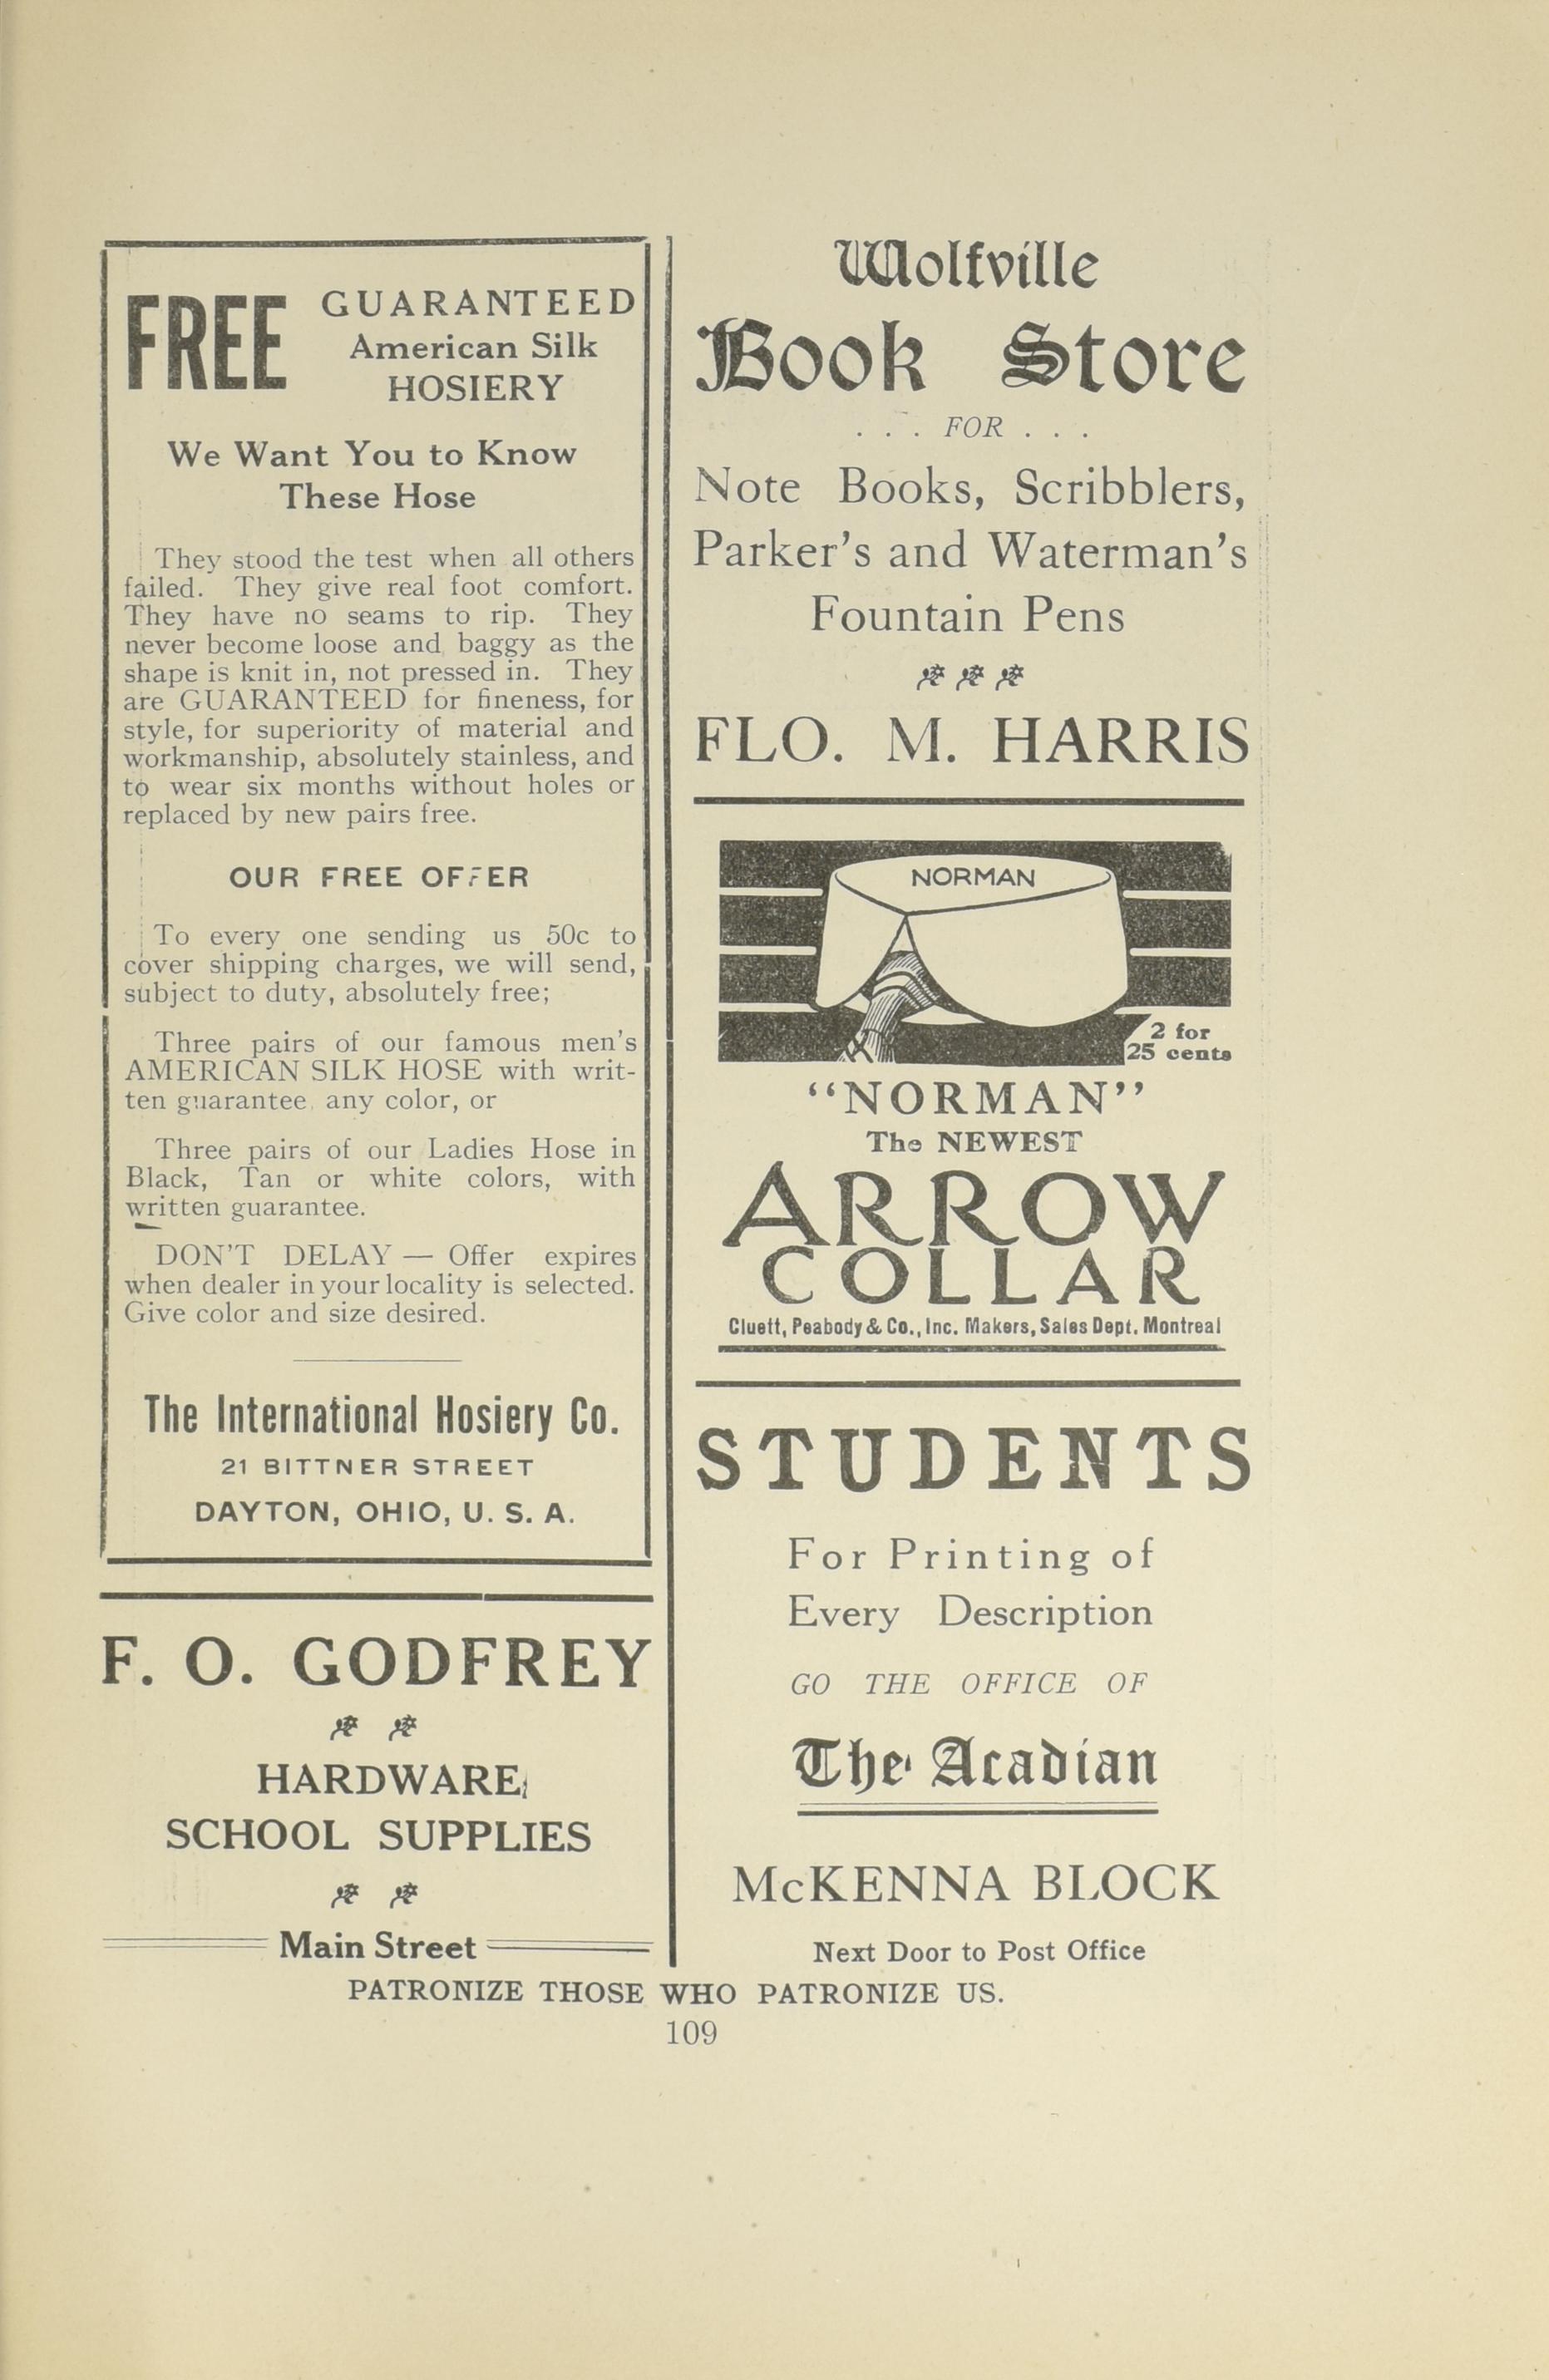 FREE GUARANTEED
American Silk
HOSIERY
We Want You to Know
These Hose
They stood the test when all others
failed. They give real foot comfort.
They have no seams to rip. They
never become loose and baggy as the
shape is knit in, not pressed in. They
are GUARANTEED for fineness, for
style, for superiority of material and
workmanship, absolutely stainless, and
to wear six months without holes or
replaced by new pairs free.
OUR FREE OFFER
To every one sending us 50c to
cover shipping charges, we will send,
subject to duty, absolutely free;
Three pairs of our famous men's
AMERICAN SILK HOSE with writ-
ten guarantee, any color, or
Three pairs of our Ladies Hose in
Black, Tan or white colors, with
written guarantee.
DON'T DELAY — Offer expires
when dealer in your locality is selected.
Give color and size desired.
The International Hosiery Co.
21 BITTNER STREET
DAYTON, OHIO, U. S. A.
F. O. GODFREY
HARDWARE,
SCHOOL SUPPLIES
Main Street
Wolfville
Book Store
. . . FOR . . .
Note Books, Scribblers,
Parker's and Waterman's
Fountain Pens
FLO. M. HARRIS
NORMAN
2 for
25 cents
"NORMAN"
The NEWEST
ARROW
COLLAR
Cluett, Peabody & Co., Inc. Makers, Sales Dept. Montreal
STUDENTS
For Printing of
Every Description
GO THE OFFICE OF
The Acadian
McKENNA BLOCK
Next Door to Post Office
PATRONIZE THOSE WHO PATRONIZE US.
109